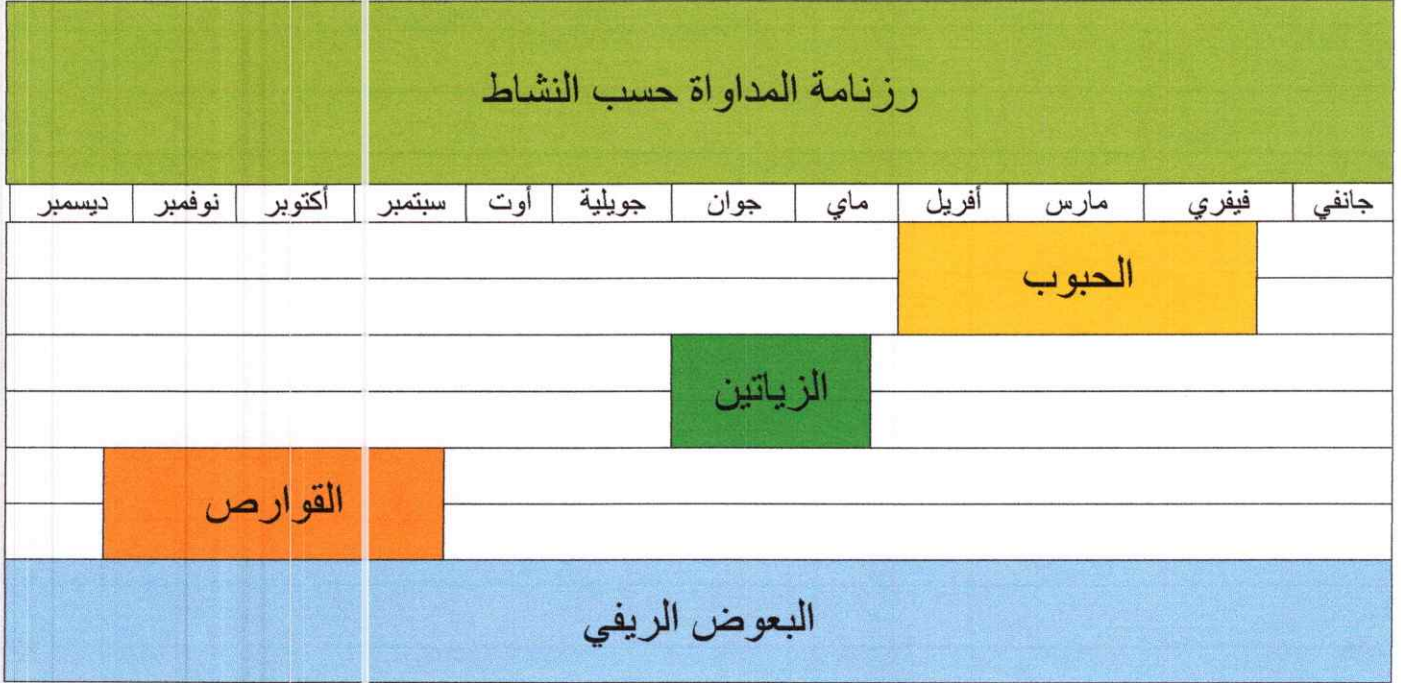 رزنامة المداواة حسب النشاط
جانفي فيفري مارس أفريل ماي جوان جويلية أوت سبتمبر أكتوبر نوفمبر ديسمبر
الحبوب
الزياتين
القوارص
البعوض الريفي